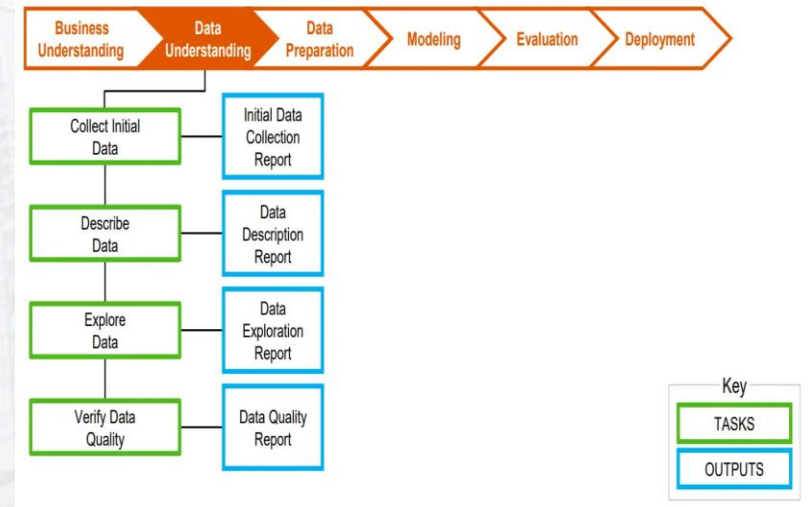 Business
Understanding
Data
Understanding
Data
Preparation
Modeling
Evaluation
Deployment
Collect Initial
Data
Initial Data
Collection
Report
Describe
Data
Data
Description
Report
Explore
Data
Data
Exploration
Report
Verify Data
Quality
Data Quality
Report
Key
TASKS
OUTPUTS